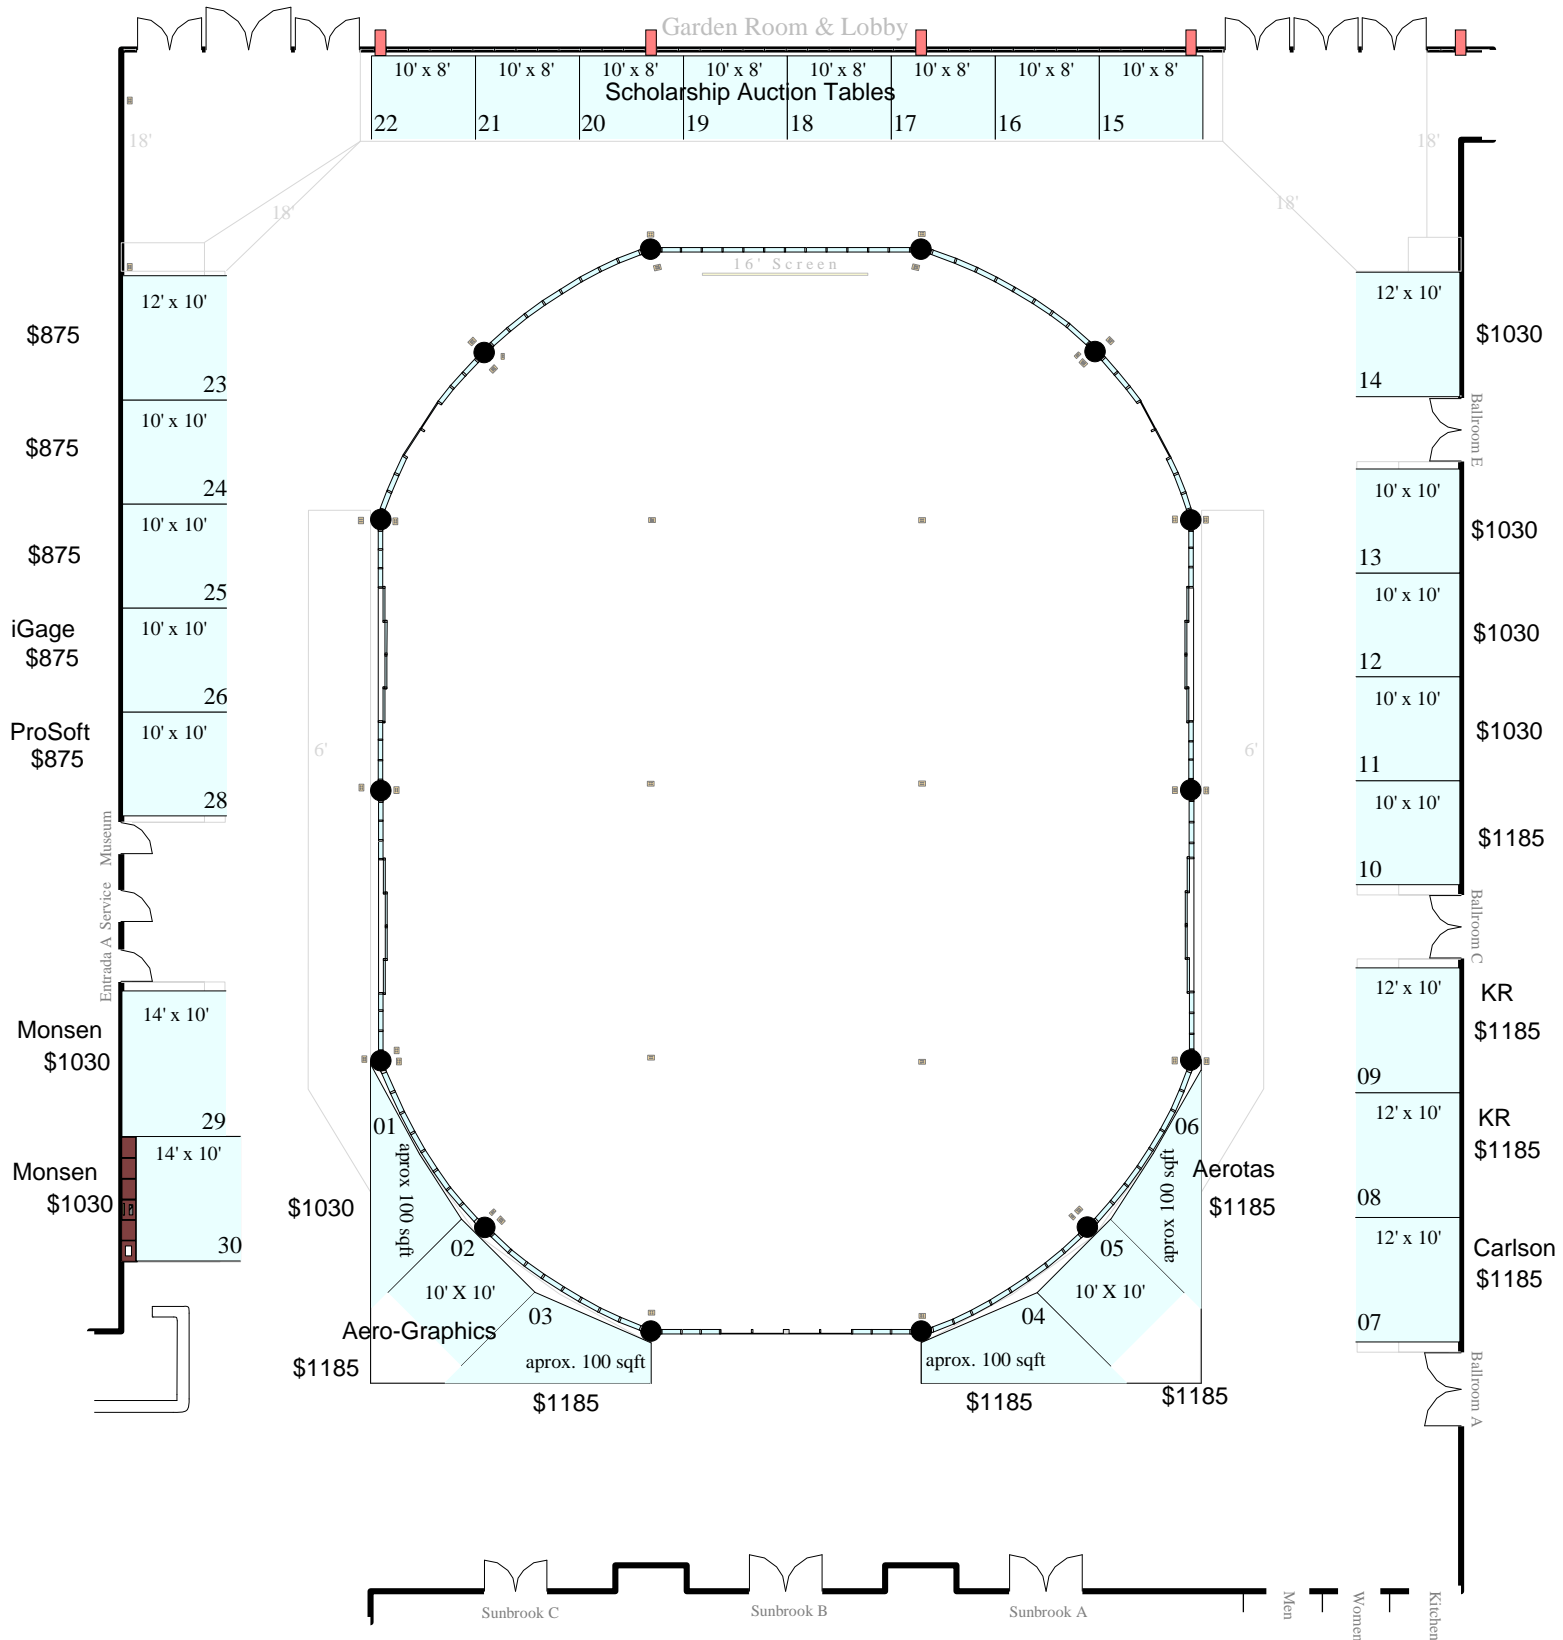 Garden Room & Lobby
10' x 8' 10' x 8' 10' x 8' 10' x 8' 10' x 8' 10' x 8' 10' x 8' 10' x 8'
Scholarship Auction Tables
22 21 20 19 18 17 16 15
18'
18'
18'
18'
16' Screen
12' x 10'
$875
23
10' x 10'
$875
24
10' x 10'
$875
25
iGage
10' x 10'
$875
26
ProSoft
10' x 10'
$875
28
Museum
Service
Entrada A
14' x 10'
Monsen
$1030
29
14' x 10'
Monsen
$1030
30
6'
6'
12' x 10'
$1030
14
Ballroom E
10' x 10'
$1030
13
10' x 10'
$1030
12
10' x 10'
$1030
11
10' x 10'
$1185
10
Ballroom C
12' x 10'
KR
$1185
09
12' x 10'
KR
$1185
08
12' x 10'
Carlson
$1185
07
Ballroom A
01
aprox 100 sqft
$1030
02
10' X 10'
Aero-Graphics
$1185
03
aprox. 100 sqft
$1185
04
aprox. 100 sqft
$1185
05
10' X 10'
$1185
06
aprox 100 sqft
Aerotas
$1185
Sunbrook C
Sunbrook B
Sunbrook A
Men
Women
Kitchen